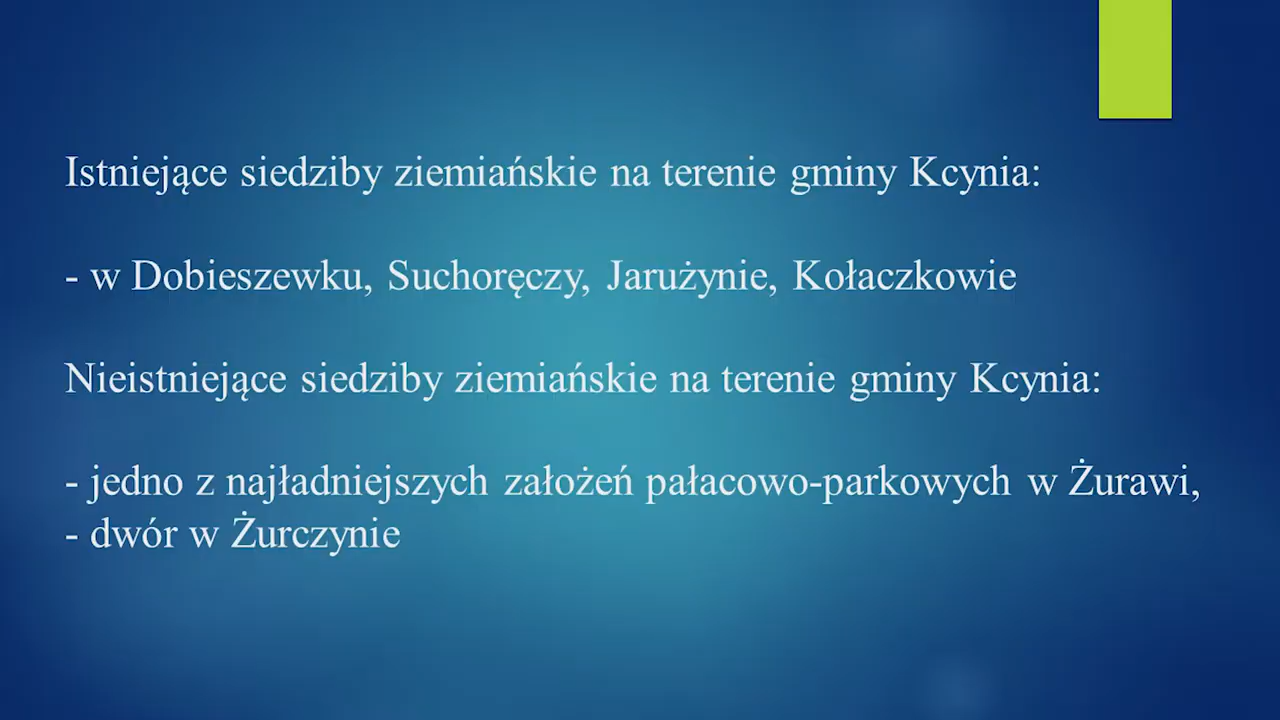 Istniejące siedziby ziemiańskie na terenie gminy Kcynia:
- w Dobieszewku, Suchoręczy, Jarużynie, Kołaczkowie
Nieistniejące siedziby ziemiańskie na terenie gminy Kcynia:
- jedno z najładniejszych założeń pałacowo-parkowych w Żurawi,
- dwór w Żurczynie